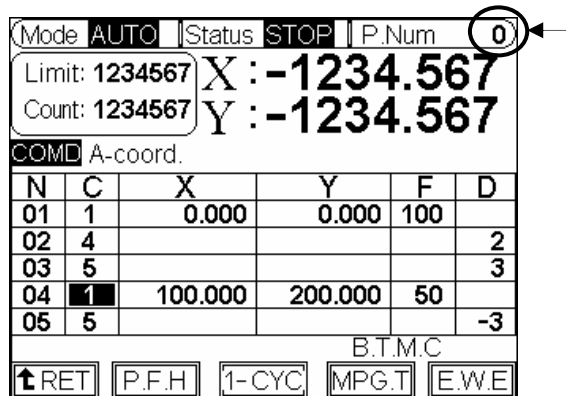 Mode AUTO Status STOP P.Num 0
Limit: 1234567 X :-1234.567
Count: 1234567 Y :-1234.567
COMD A-coord.
N C X Y F D
01 1 0.000 0.000 100
02 4 2
03 5 3
04 1 100.000 200.000 50
05 5 -3
B.T.M.C
RET P.F.H 1-CYC MPG.T E.W.E